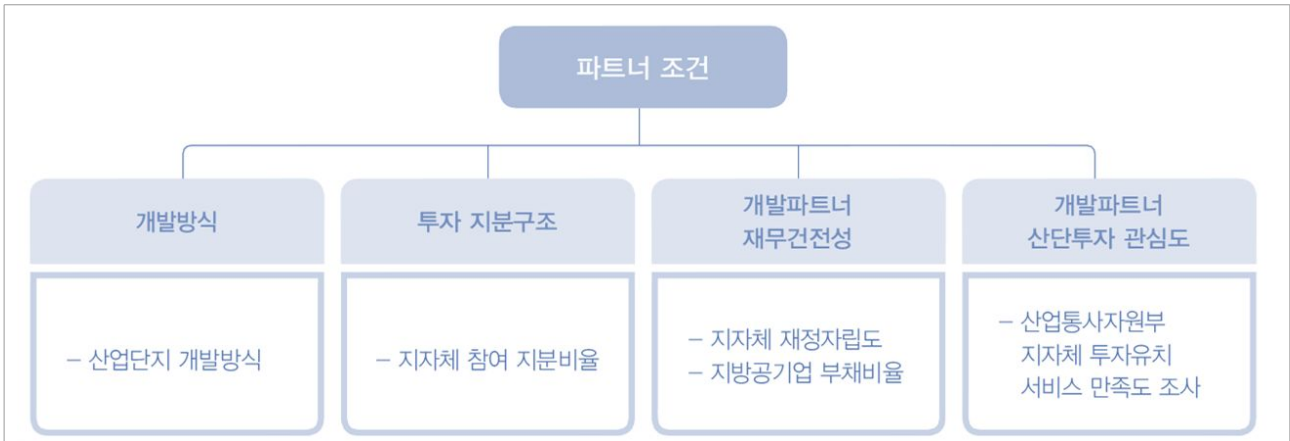 파트너 조건
개발방식
투자 지분구조
개발파트너
재무건전성
개발파트너
산단투자 관심도
– 산업단지 개발방식
– 지자체 참여 지분비율
– 지자체 재정자립도
– 지방공기업 부채비율
– 산업통사자원부
지자체 투자유치
서비스 만족도 조사